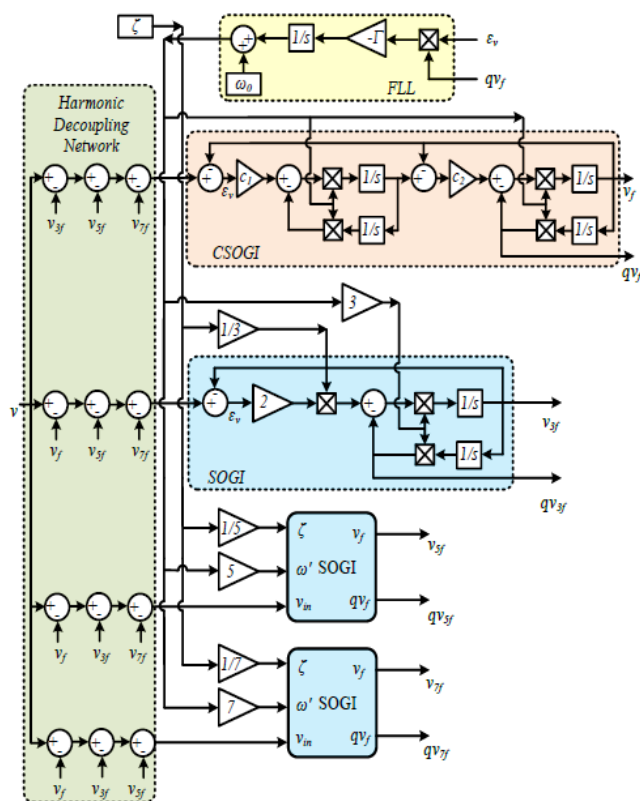 ζ
1/s
-Γ
ε_v
ω_0
FLL
qv_f
Harmonic
Decoupling
Network
ε_v
c_1
1/s
c_2
1/s
v_f
v_3f
v_5f
v_7f
1/s
1/s
CSOGI
qv_f
3
1/3
v
ε_v
2
1/s
v_3f
v_f
v_5f
v_7f
1/s
SOGI
qv_3f
1/5
ζ
v_f
v_5f
5
ω' SOGI
v_in
qv_f
qv_5f
v_f
v_3f
v_7f
1/7
ζ
v_f
v_7f
7
ω' SOGI
v_in
qv_f
qv_7f
v_f
v_3f
v_5f